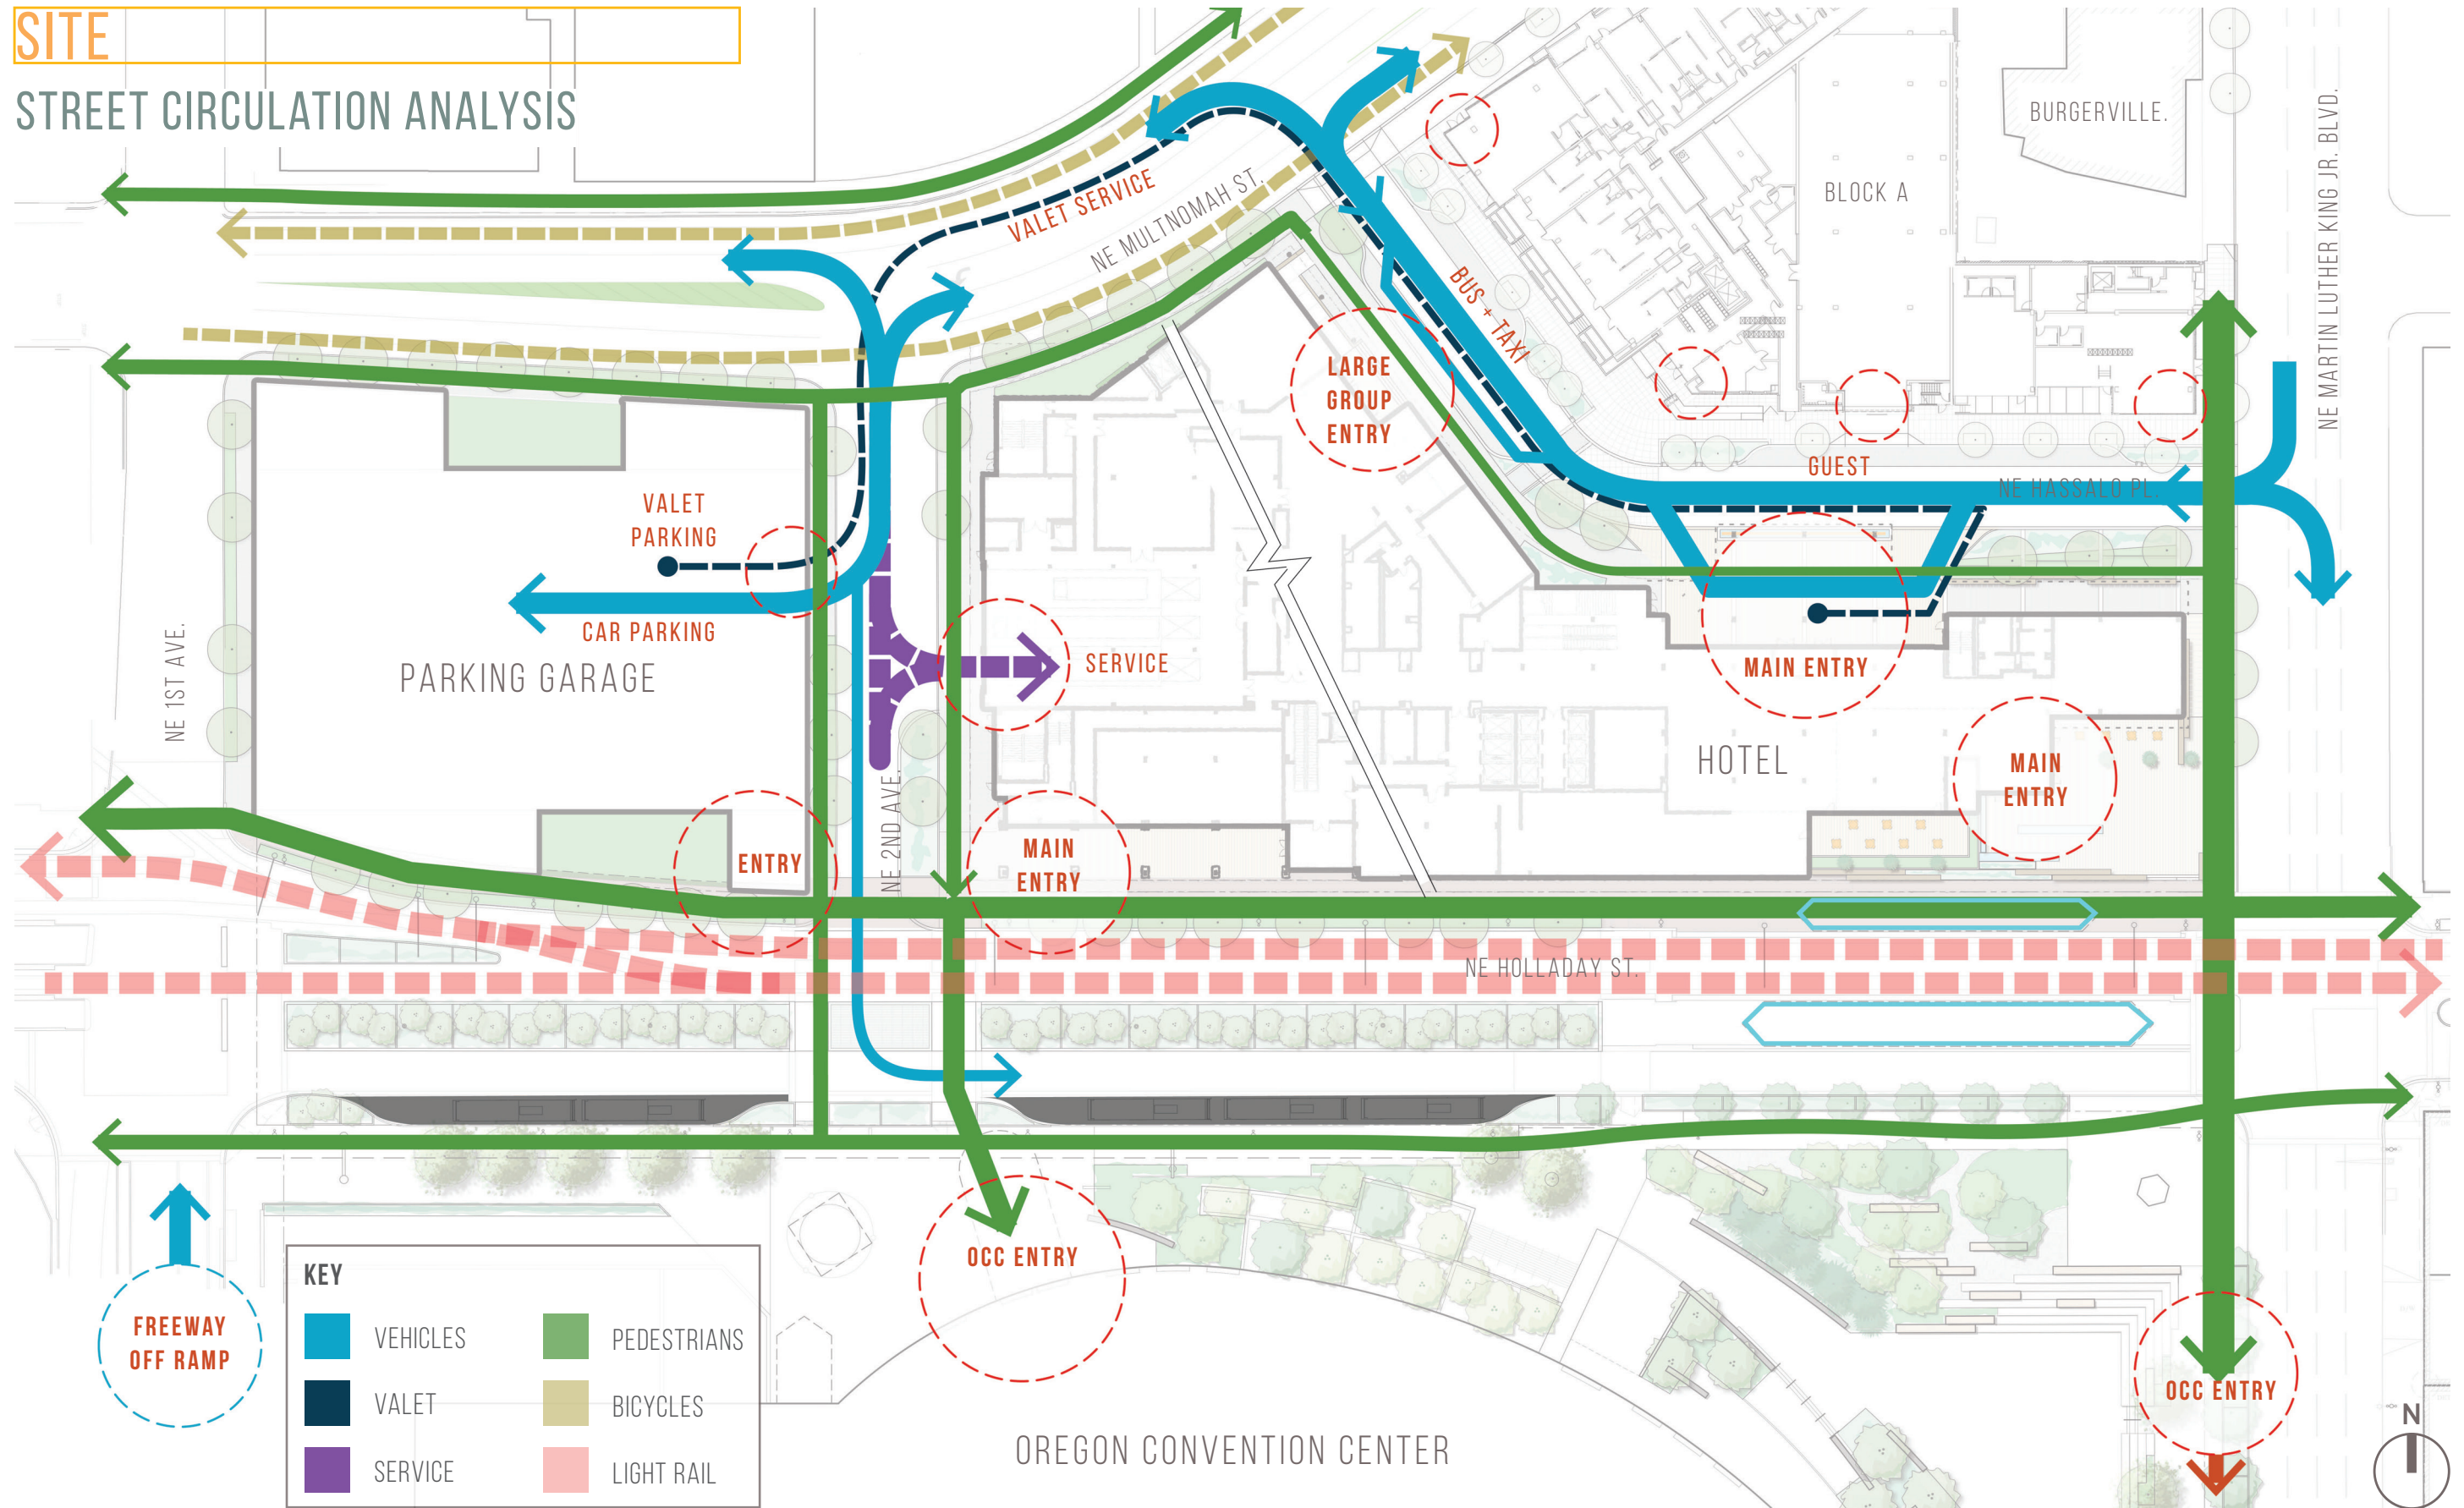 SITE
STREET CIRCULATION ANALYSIS
BURGERVILLE.
BLOCK A
NE MARTIN LUTHER KING JR. BLVD.
VALET SERVICE
NE MULTNOMAH ST.
BUS + TAXI
LARGE
GROUP
ENTRY
GUEST
NE HASSALO PL.
VALET
PARKING
CAR PARKING
PARKING GARAGE
NE 1ST AVE.
SERVICE
MAIN ENTRY
HOTEL
MAIN
ENTRY
NE 2ND AVE.
ENTRY
MAIN
ENTRY
NE HOLLADAY ST.
OCC ENTRY
FREEWAY
OFF RAMP
KEY
VEHICLES
PEDESTRIANS
VALET
BICYCLES
SERVICE
LIGHT RAIL
OREGON CONVENTION CENTER
OCC ENTRY
N